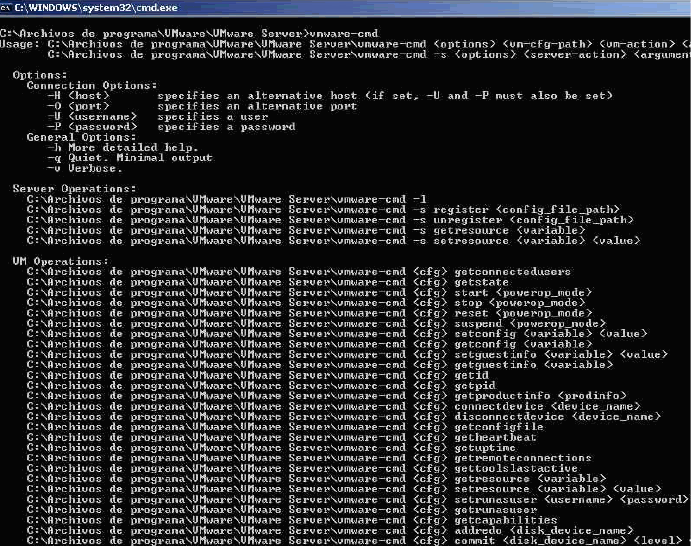 C:\WINDOWS\system32\cmd.exe
C:\Archivos de programa\VMware\VMware Server>vmware-cmd
Usage: C:\Archivos de programa\VMware\VMware Server\vmware-cmd <options> <vm-cfg-path> <vm-action> <a
C:\Archivos de programa\VMware\VMware Server\vmware-cmd -s <options> <server-action> <argument
Options:
Connection Options:
-H <host> specifies an alternative host (if set, -U and -P must also be set)
-O <port> specifies an alternative port
-U <username> specifies a user
-P <password> specifies a password
General Options:
-h More detailed help.
-q Quiet. Minimal output
-v Verbose.
Server Operations:
C:\Archivos de programa\VMware\VMware Server\vmware-cmd -l
C:\Archivos de programa\VMware\VMware Server\vmware-cmd -s register <config_file_path>
C:\Archivos de programa\VMware\VMware Server\vmware-cmd -s unregister <config_file_path>
C:\Archivos de programa\VMware\VMware Server\vmware-cmd -s getresource <variable>
C:\Archivos de programa\VMware\VMware Server\vmware-cmd -s setresource <variable> <value>
VM Operations:
C:\Archivos de programa\VMware\VMware Server\vmware-cmd <cfg> getconnectedusers
C:\Archivos de programa\VMware\VMware Server\vmware-cmd <cfg> getstate
C:\Archivos de programa\VMware\VMware Server\vmware-cmd <cfg> start <powerop_mode>
C:\Archivos de programa\VMware\VMware Server\vmware-cmd <cfg> stop <powerop_mode>
C:\Archivos de programa\VMware\VMware Server\vmware-cmd <cfg> reset <powerop_mode>
C:\Archivos de programa\VMware\VMware Server\vmware-cmd <cfg> suspend <powerop_mode>
C:\Archivos de programa\VMware\VMware Server\vmware-cmd <cfg> setconfig <variable> <value>
C:\Archivos de programa\VMware\VMware Server\vmware-cmd <cfg> getconfig <variable>
C:\Archivos de programa\VMware\VMware Server\vmware-cmd <cfg> setguestinfo <variable> <value>
C:\Archivos de programa\VMware\VMware Server\vmware-cmd <cfg> getguestinfo <variable>
C:\Archivos de programa\VMware\VMware Server\vmware-cmd <cfg> getid
C:\Archivos de programa\VMware\VMware Server\vmware-cmd <cfg> getpid
C:\Archivos de programa\VMware\VMware Server\vmware-cmd <cfg> getproductinfo <prodinfo>
C:\Archivos de programa\VMware\VMware Server\vmware-cmd <cfg> connectdevice <device_name>
C:\Archivos de programa\VMware\VMware Server\vmware-cmd <cfg> disconnectdevice <device_name>
C:\Archivos de programa\VMware\VMware Server\vmware-cmd <cfg> getconfigfile
C:\Archivos de programa\VMware\VMware Server\vmware-cmd <cfg> getheartbeat
C:\Archivos de programa\VMware\VMware Server\vmware-cmd <cfg> getuptime
C:\Archivos de programa\VMware\VMware Server\vmware-cmd <cfg> getremoteconnections
C:\Archivos de programa\VMware\VMware Server\vmware-cmd <cfg> gettoolslastactive
C:\Archivos de programa\VMware\VMware Server\vmware-cmd <cfg> getresource <variable>
C:\Archivos de programa\VMware\VMware Server\vmware-cmd <cfg> setresource <variable> <value>
C:\Archivos de programa\VMware\VMware Server\vmware-cmd <cfg> setrunasuser <username> <password>
C:\Archivos de programa\VMware\VMware Server\vmware-cmd <cfg> getrunasuser
C:\Archivos de programa\VMware\VMware Server\vmware-cmd <cfg> getcapabilities
C:\Archivos de programa\VMware\VMware Server\vmware-cmd <cfg> addredo <disk_device_name>
C:\Archivos de programa\VMware\VMware Server\vmware-cmd <cfg> commit <disk_device_name> <level>